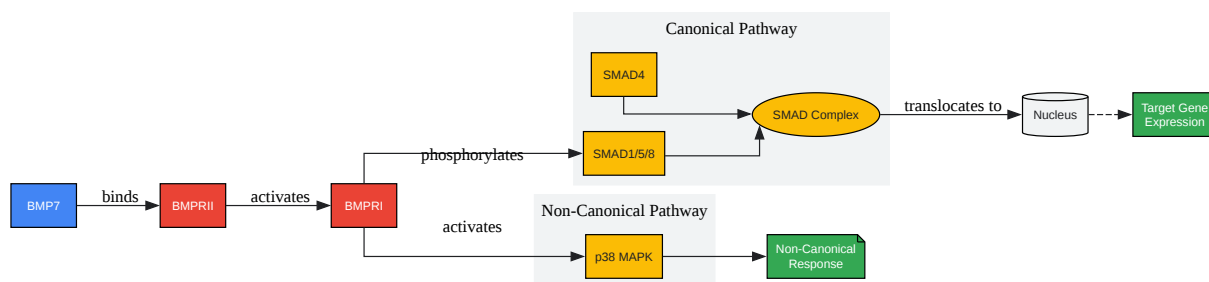 Canonical Pathway
SMAD4
SMAD Complex
translocates to
Nucleus
Target Gene
Expression
phosphorylates
SMAD1/5/8
BMP7
binds
BMPRII
activates
BMPRI
Non-Canonical Pathway
activates
p38 MAPK
Non-Canonical
Response